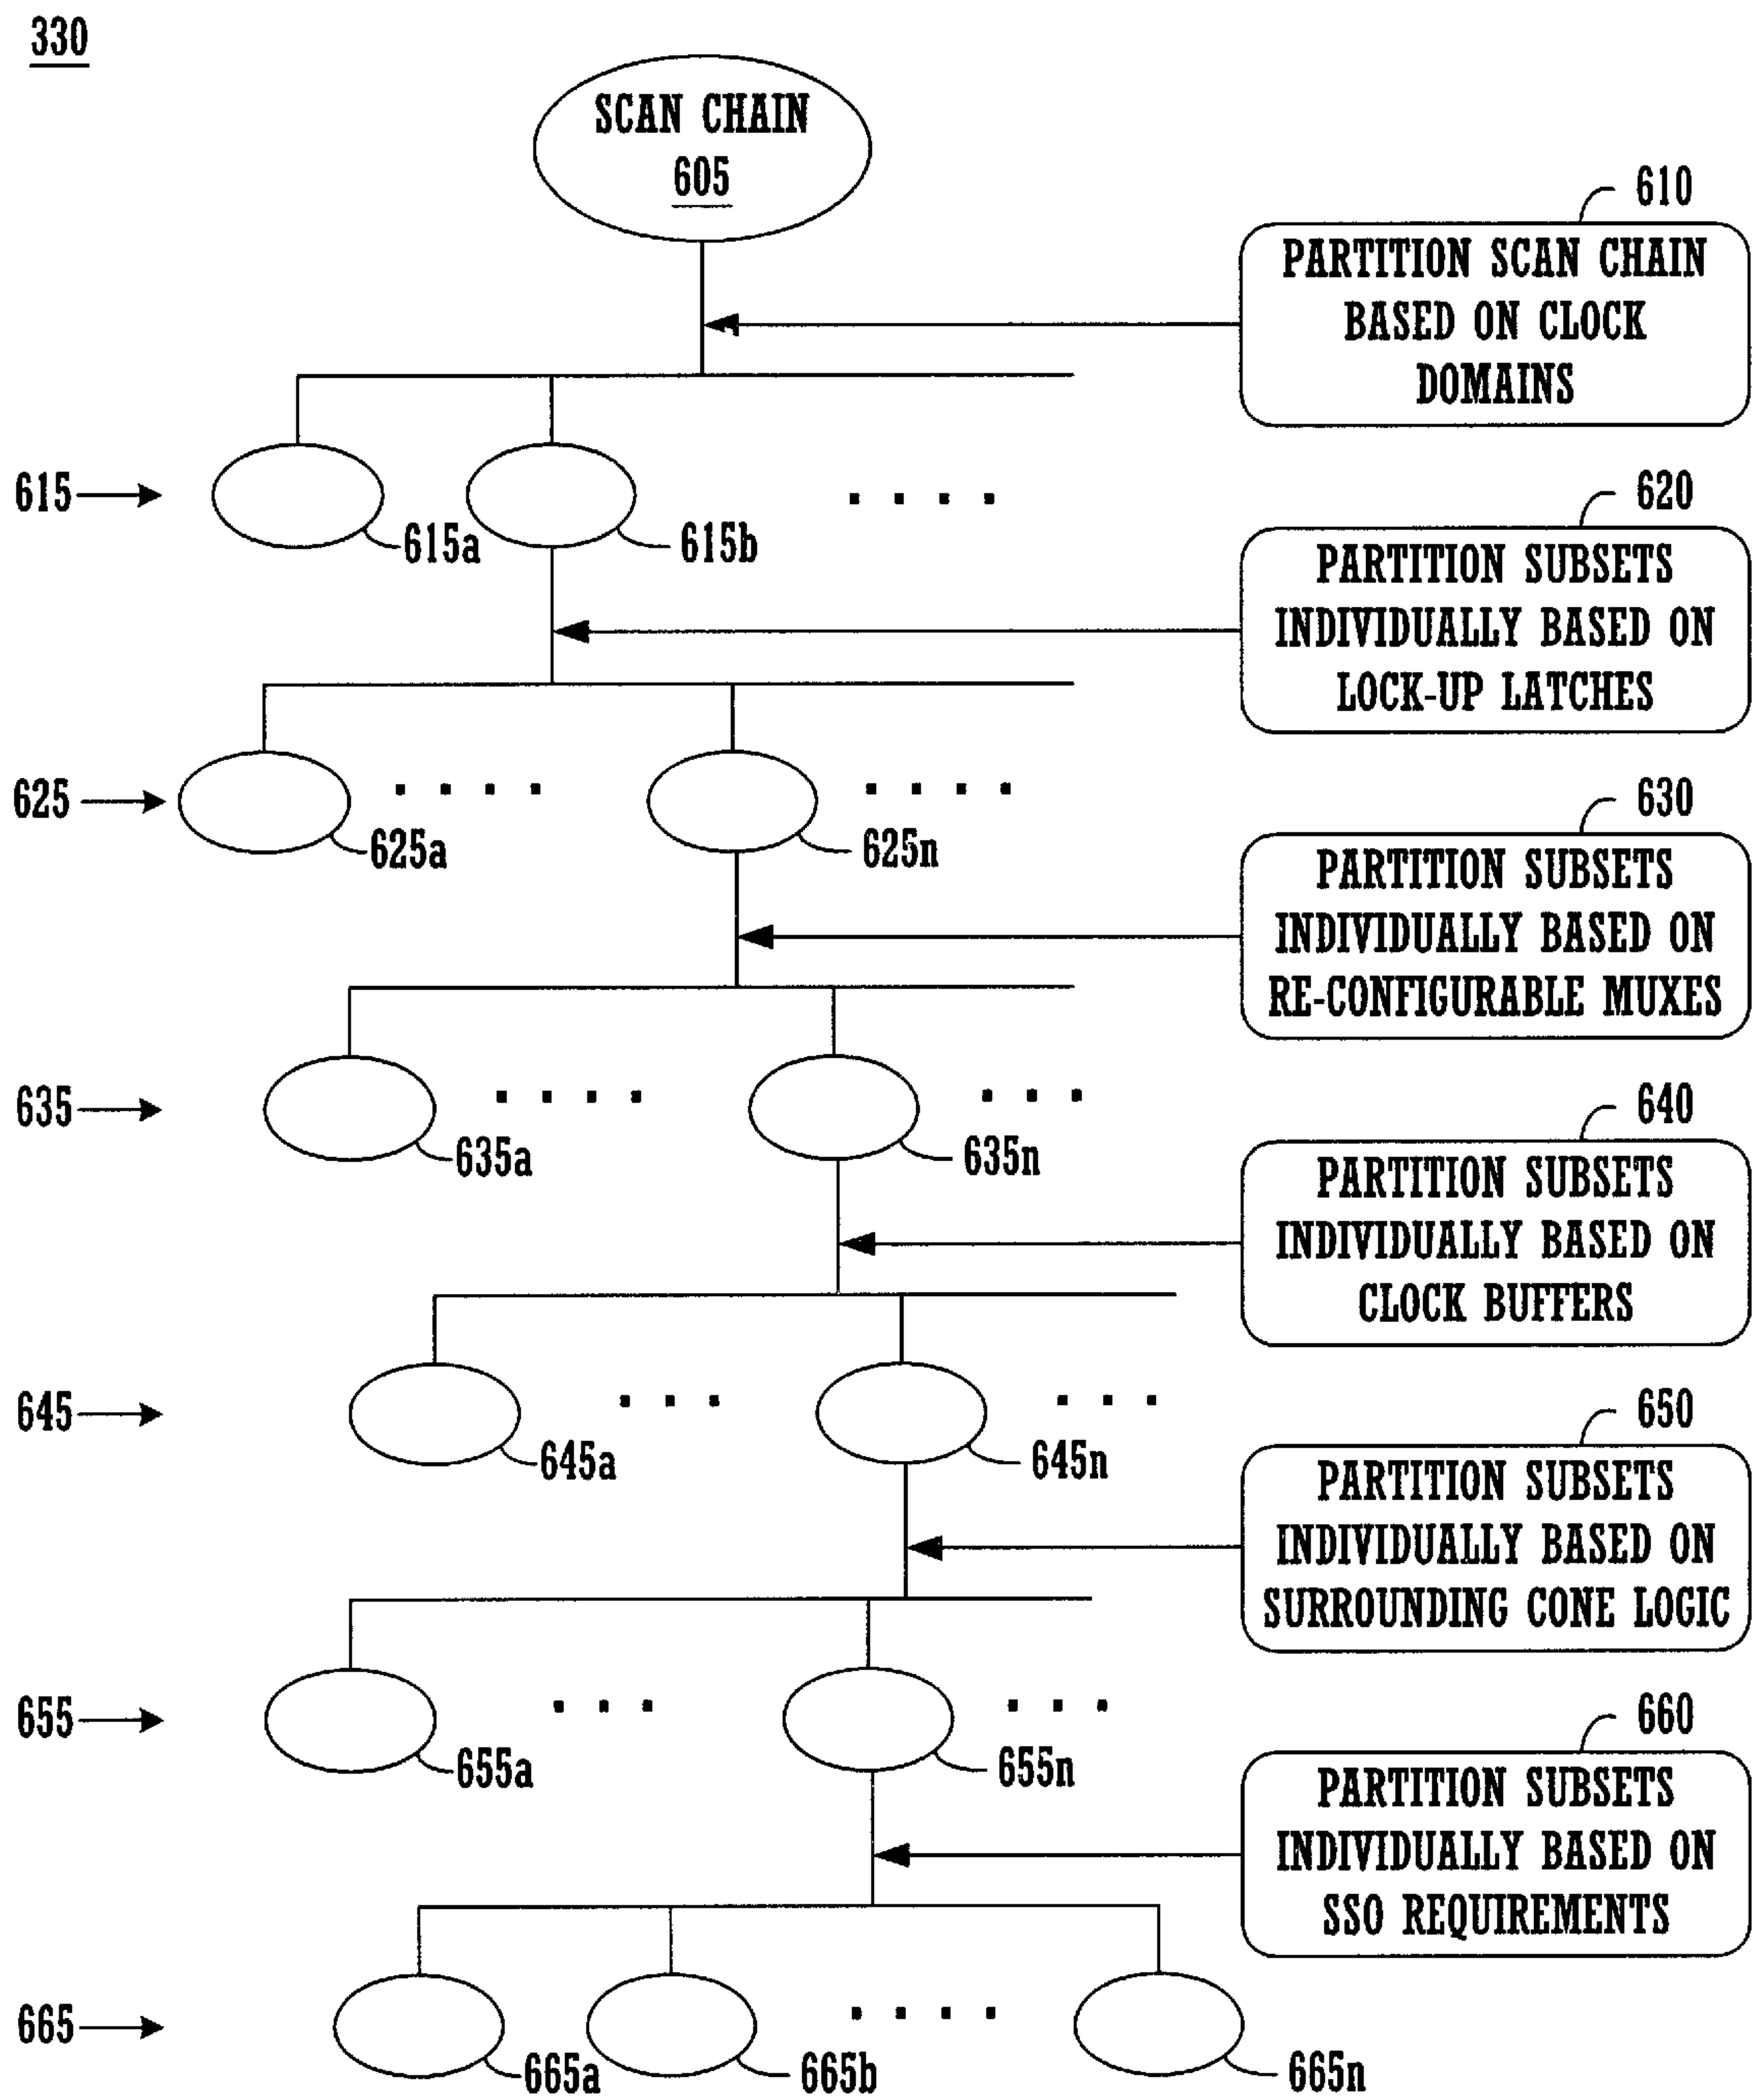 330
SCAN CHAIN
605
610
PARTITION SCAN CHAIN
BASED ON CLOCK
DOMAINS
615
615a
615b
620
PARTITION SUBSETS
INDIVIDUALLY BASED ON
LOCK-UP LATCHES
625
625a
625n
630
PARTITION SUBSETS
INDIVIDUALLY BASED ON
RE-CONFIGURABLE MUXES
635
635a
635n
640
PARTITION SUBSETS
INDIVIDUALLY BASED ON
CLOCK BUFFERS
645
645a
645n
650
PARTITION SUBSETS
INDIVIDUALLY BASED ON
SURROUNDING CONE LOGIC
655
655a
655n
660
PARTITION SUBSETS
INDIVIDUALLY BASED ON
SSO REQUIREMENTS
665
665a
665b
665n